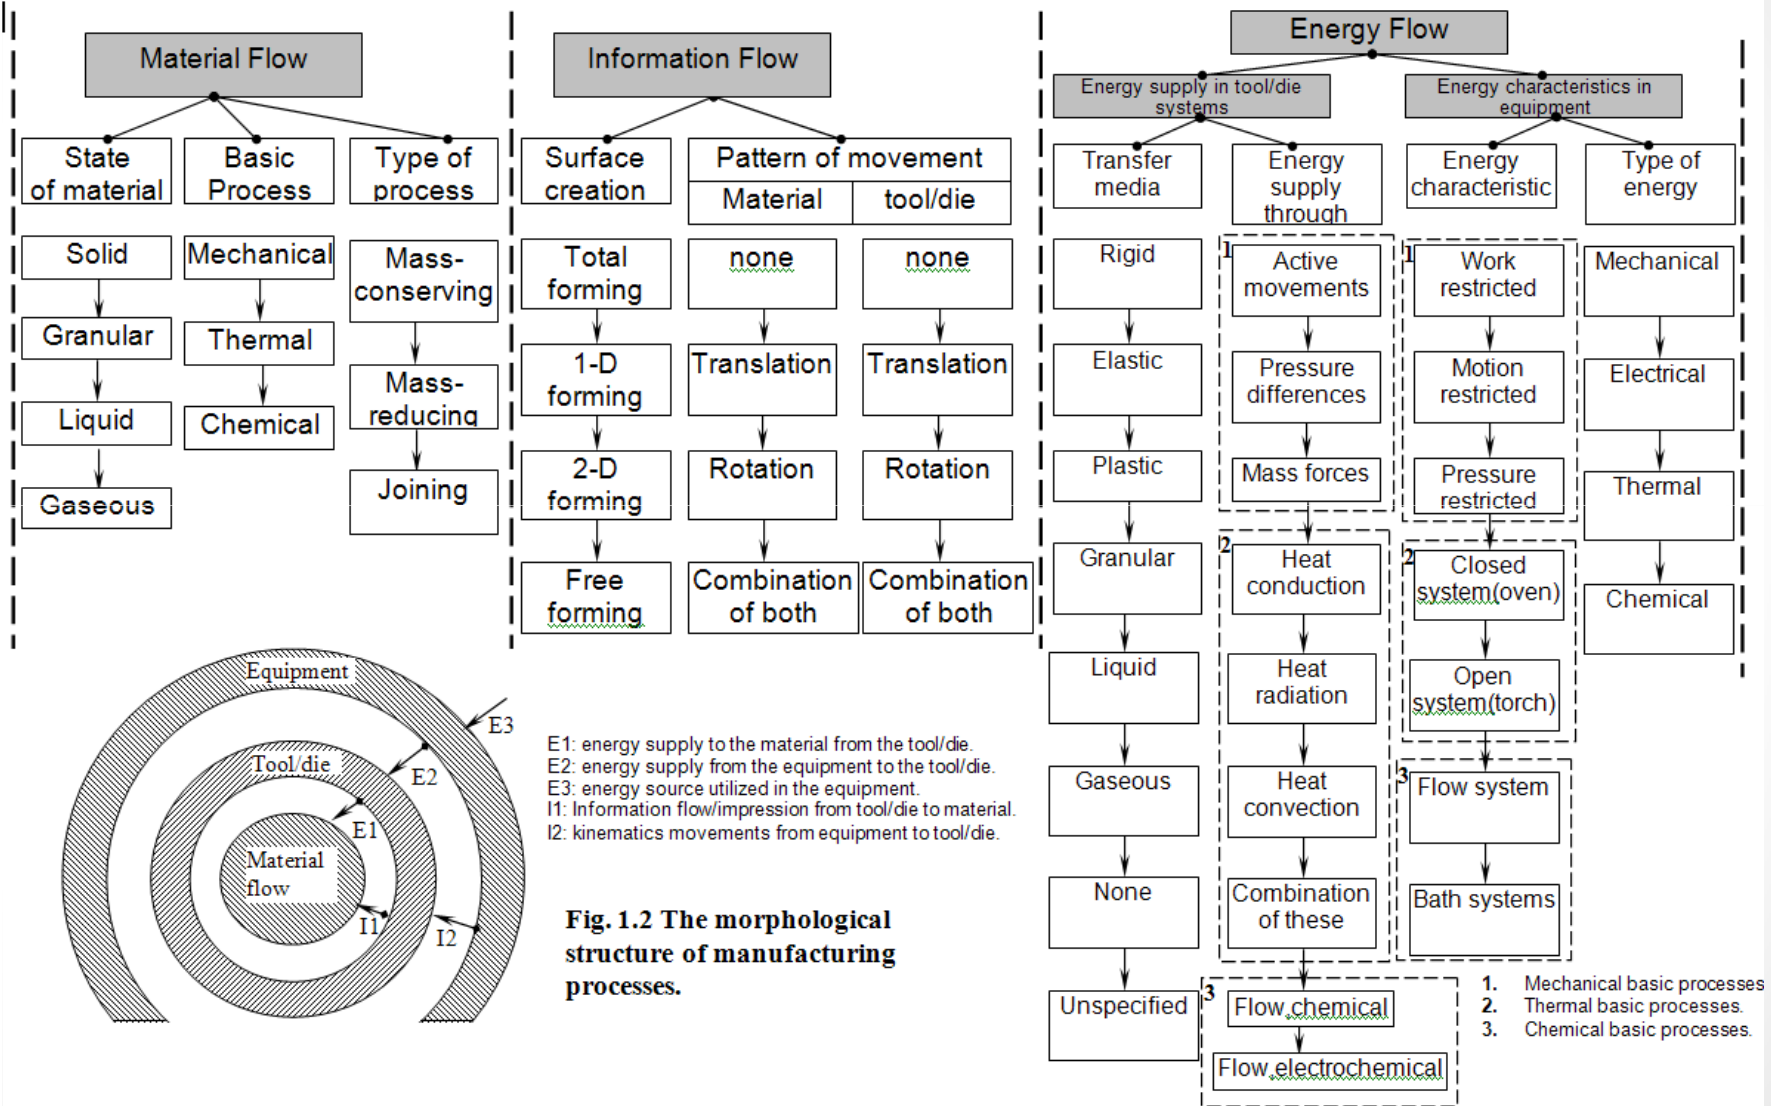 Material Flow
State
of material
Basic
Process
Type of
process
Solid
Granular
Liquid
Gaseous
Mechanical
Thermal
Chemical
Mass-
conserving
Mass-
reducing
Joining
Information Flow
Surface
creation
Pattern of movement
Material
tool/die
Total
forming
1-D
forming
2-D
forming
Free
forming
none
Translation
Rotation
Combination
of both
none
Translation
Rotation
Combination
of both
Energy Flow
Energy supply in tool/die
systems
Energy characteristics in
equipment
Transfer
media
Energy
supply
through
Energy
characteristic
Type of
energy
Rigid
Elastic
Plastic
Granular
Liquid
Gaseous
None
Unspecified
1
Active
movements
Pressure
differences
Mass forces
2
Heat
conduction
Heat
radiation
Heat
convection
Combination
of these
3
Flow,chemical
Flow,electrochemical
1
Work
restricted
Motion
restricted
Pressure
restricted
2
Closed
system(oven)
Open
system(torch)
3
Flow system
Bath systems
Mechanical
Electrical
Thermal
Chemical
1. Mechanical basic processes
2. Thermal basic processes.
3. Chemical basic processes.
Equipment
E3
Tool/die
E2
E1
Material
flow
I1
I2
E1: energy supply to the material from the tool/die.
E2: energy supply from the equipment to the tool/die.
E3: energy source utilized in the equipment.
I1: Information flow/impression from tool/die to material.
I2: kinematics movements from equipment to tool/die.
Fig. 1.2 The morphological
structure of manufacturing
processes.